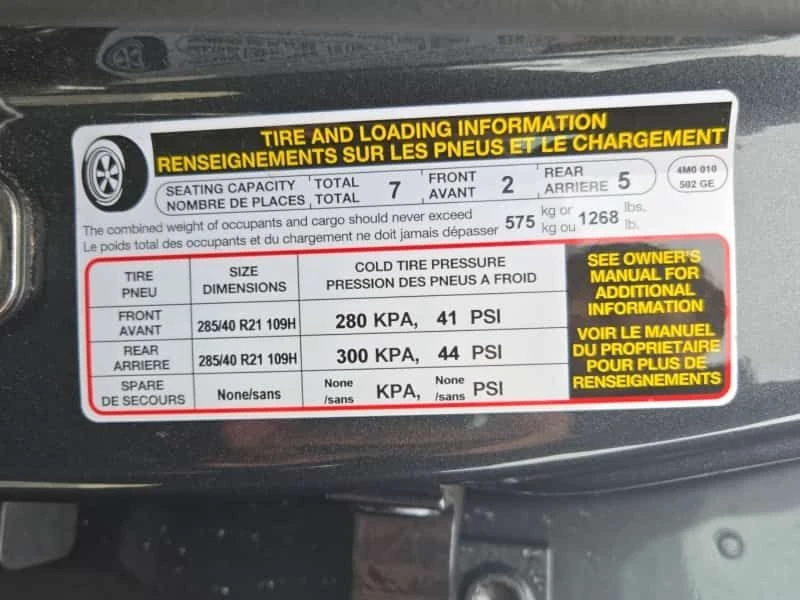 TIRE AND LOADING INFORMATION
RENSEIGNEMENTS SUR LES PNEUS ET LE CHARGEMENT
SEATING CAPACITY TOTAL 7 FRONT 2 REAR 5
NOMBRE DE PLACES TOTAL AVANT ARRIERE
4M0 010
502 GE
The combined weight of occupants and cargo should never exceed 575 kg or 1268 lbs.
Le poids total des occupants et du chargement ne doit jamais dépasser kg ou lb.
TIRE SIZE COLD TIRE PRESSURE
PNEU DIMENSIONS PRESSION DES PNEUS A FROID
FRONT
AVANT 285/40 R21 109H 280 KPA, 41 PSI
REAR
ARRIERE 285/40 R21 109H 300 KPA, 44 PSI
SPARE
DE SECOURS None/sans None /sans KPA, None /sans PSI
SEE OWNER'S
MANUAL FOR
ADDITIONAL
INFORMATION
VOIR LE MANUEL
DU PROPRIETAIRE
POUR PLUS DE
RENSEIGNEMENTS